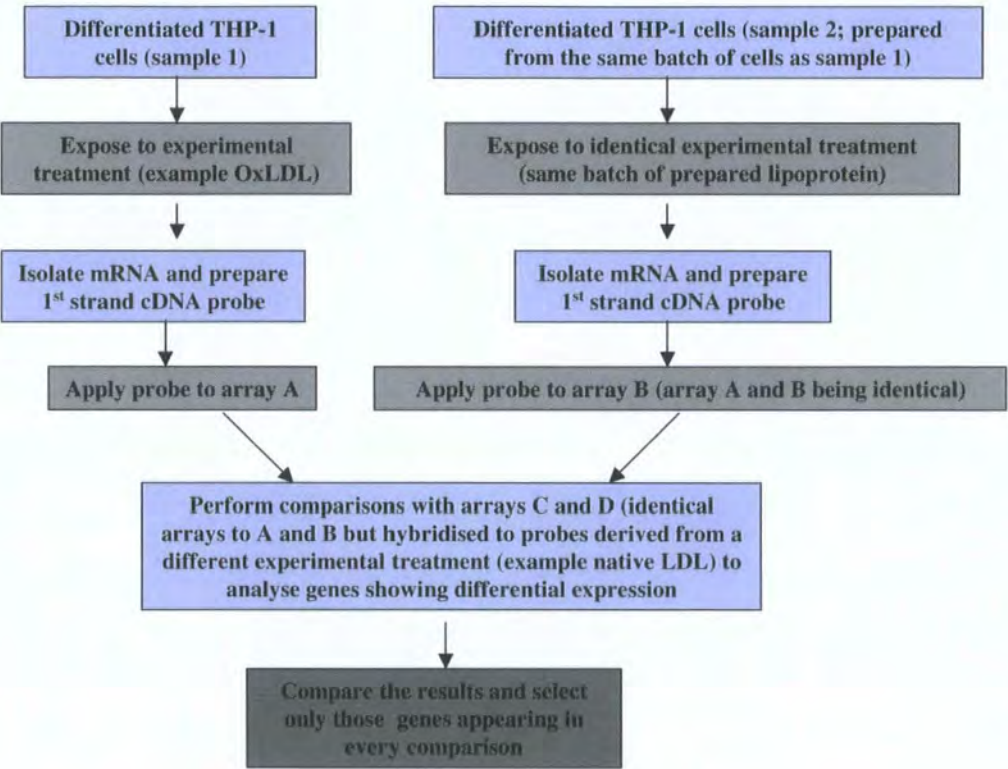 Differentiated THP-1
cells (sample 1)
Differentiated THP-1 cells (sample 2; prepared
from the same batch of cells as sample 1)
Expose to experimental
treatment (example OxLDL)
Expose to identical experimental treatment
(same batch of prepared lipoprotein)
Isolate mRNA and prepare
1st strand cDNA probe
Isolate mRNA and prepare
1st strand cDNA probe
Apply probe to array A
Apply probe to array B (array A and B being identical)
Perform comparisons with arrays C and D (identical
arrays to A and B but hybridised to probes derived from a
different experimental treatment (example native LDL) to
analyse genes showing differential expression
Compare the results and select
only those genes appearing in
every comparison